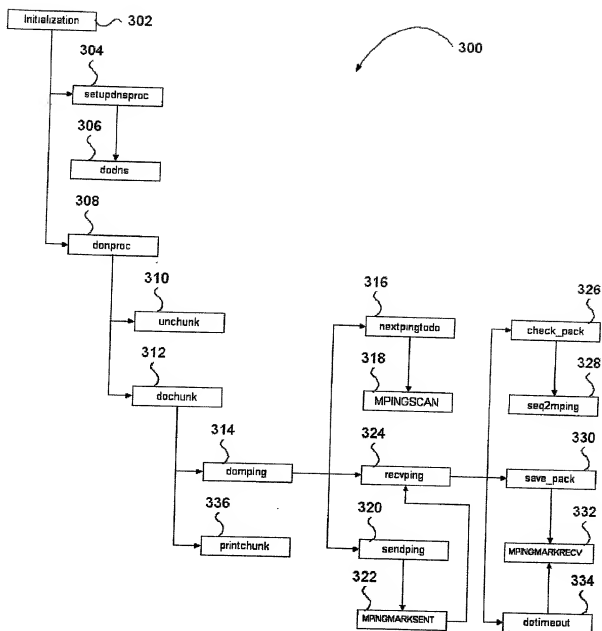 Initialization
302
300
304
setupdnsproc
306
dodns
308
donproc
310
unchunk
312
dochunk
314
domping
336
printchunk
316
nextpingtodo
318
MPINGSCAN
324
recvping
320
sendping
322
MPINGMARKSENT
326
check_pack
328
seq2mping
330
save_pack
332
MPINGMARKRECV
334
dotimeout